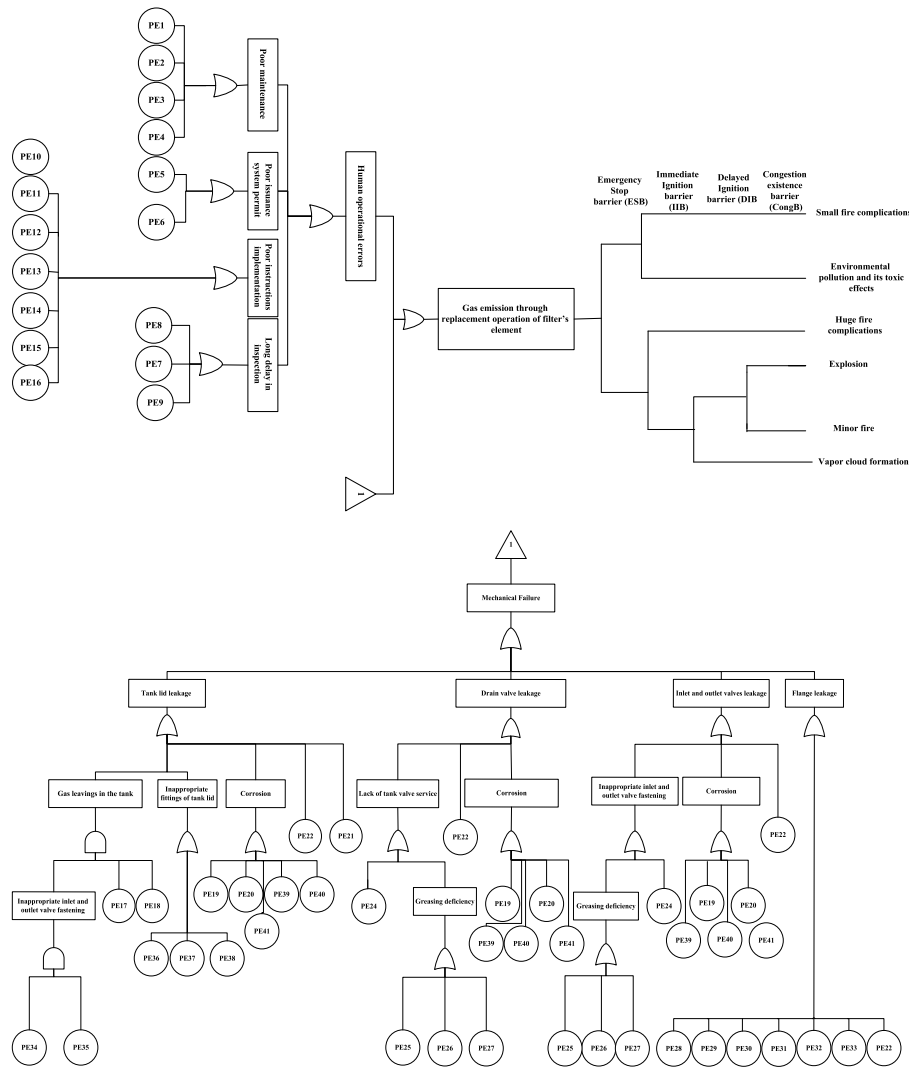 PE1
PE2
PE3
PE4
PE5
PE6
PE10
PE11
PE12
PE13
PE14
PE15
PE16
PE8
PE7
PE9
Poor maintenance
Poor issuance
system permit
Poor instructions
implementation
Long delay in
inspection
Human operational errors
1
Gas emission through
replacement operation of filter's
element
Emergency
Stop
barrier (ESB)
Immediate
Ignition
barrier
(IIB)
Delayed
Ignition
barrier (DIB
Congestion
existence
barrier
(CongB)
Small fire complications
Environmental
pollution and its toxic
effects
Huge fire
complications
Explosion
Minor fire
Vapor cloud formation
1
Mechanical Failure
Tank lid leakage
Drain valve leakage
Inlet and outlet valves leakage
Flange leakage
Gas leavings in the tank
Inappropriate
fittings of tank lid
Corrosion
PE22
PE21
Lack of tank valve service
PE22
Corrosion
Inappropriate inlet and
outlet valve fastening
Corrosion
PE22
Inappropriate inlet and
outlet valve fastening
PE17
PE18
PE19
PE20
PE39
PE40
PE41
PE36
PE37
PE38
PE24
Greasing deficiency
PE19
PE20
PE39
PE40
PE41
Greasing deficiency
PE24
PE19
PE20
PE39
PE40
PE41
PE34
PE35
PE25
PE26
PE27
PE25
PE26
PE27
PE28
PE29
PE30
PE31
PE32
PE33
PE22